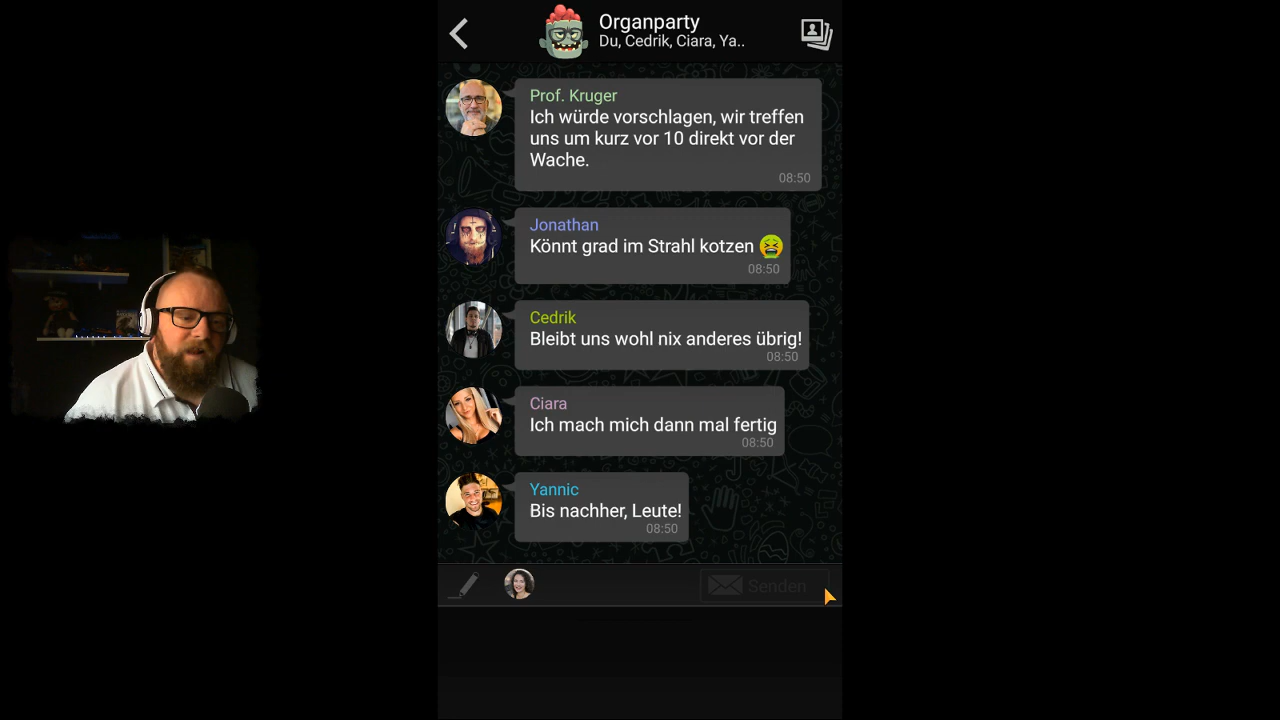 Organparty
Du, Cedrik, Ciara, Ya..
Prof. Kruger
Ich würde vorschlagen, wir treffen
uns um kurz vor 10 direkt vor der
Wache.
08:50
Jonathan
Könnt grad im Strahl kotzen 🤮
08:50
Cedrik
Bleibt uns wohl nix anderes übrig!
08:50
Ciara
Ich mach mich dann mal fertig
08:50
Yannic
Bis nachher, Leute!
08:50
Senden